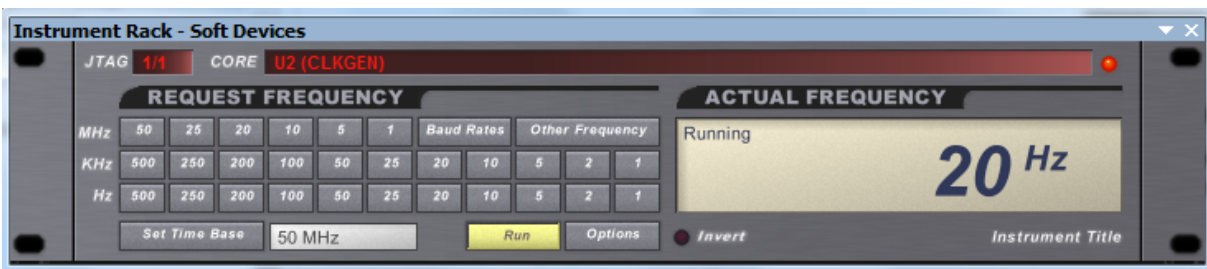 Instrument Rack - Soft Devices
JTAG 1/1 CORE U2 (CLKGEN)
REQUEST FREQUENCY ACTUAL FREQUENCY
MHz 50 25 20 10 5 1 Baud Rates Other Frequency
Running
20 Hz
KHz 500 250 200 100 50 25 20 10 5 2 1
Hz 500 250 200 100 50 25 20 10 5 2 1
Set Time Base 50 MHz Run Options Invert Instrument Title